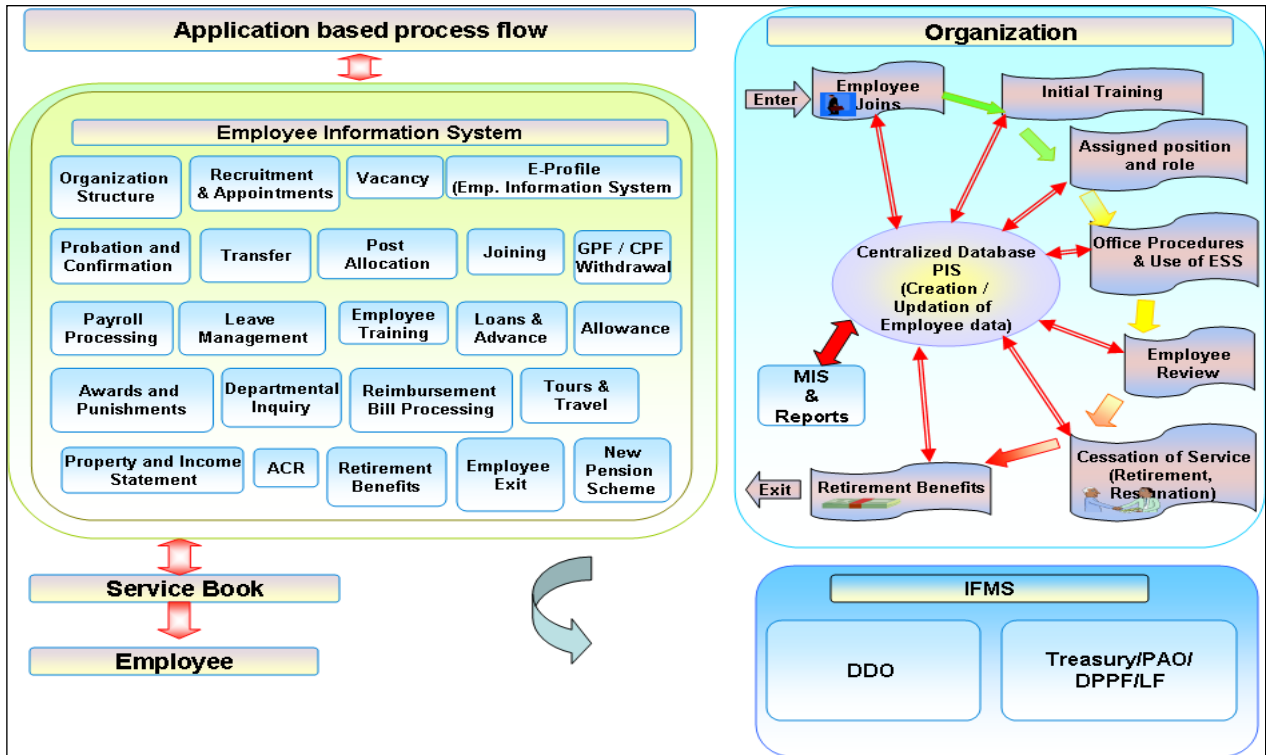 Application based process flow
Employee Information System
Organization
Structure
Recruitment
& Appointments
Vacancy
E-Profile
(Emp. Information System
Probation and
Confirmation
Transfer
Post
Allocation
Joining
GPF / CPF
Withdrawal
Payroll
Processing
Leave
Management
Employee
Training
Loans &
Advance
Allowance
Awards and
Punishments
Departmental
Inquiry
Reimbursement
Bill Processing
Tours &
Travel
Property and Income
Statement
ACR
Retirement
Benefits
Employee
Exit
New
Pension
Scheme
Service Book
Employee
Organization
Enter
Employee
Joins
Initial Training
Assigned position
and role
Office Procedures
& Use of ESS
Employee
Review
Cessation of Service
(Retirement,
Resignation)
Retirement Benefits
Exit
Centralized Database
PIS
(Creation /
Updation of
Employee data)
MIS
&
Reports
IFMS
DDO
Treasury/PAO/
DPPF/LF